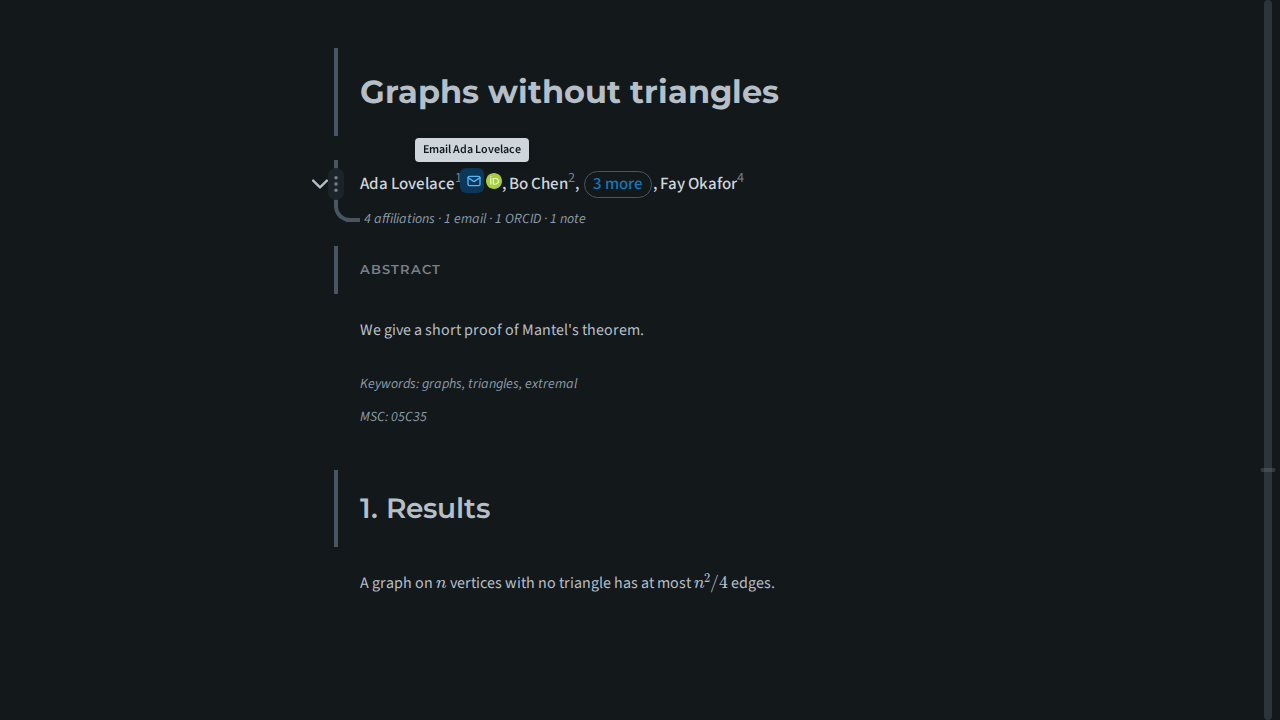 Graphs without triangles
Email Ada Lovelace
Ada Lovelace1 iD, Bo Chen2, 3 more, Fay Okafor4
4 affiliations · 1 email · 1 ORCID · 1 note
ABSTRACT
We give a short proof of Mantel's theorem.
Keywords: graphs, triangles, extremal
MSC: 05C35
1. Results
A graph on n vertices with no triangle has at most n²/4 edges.